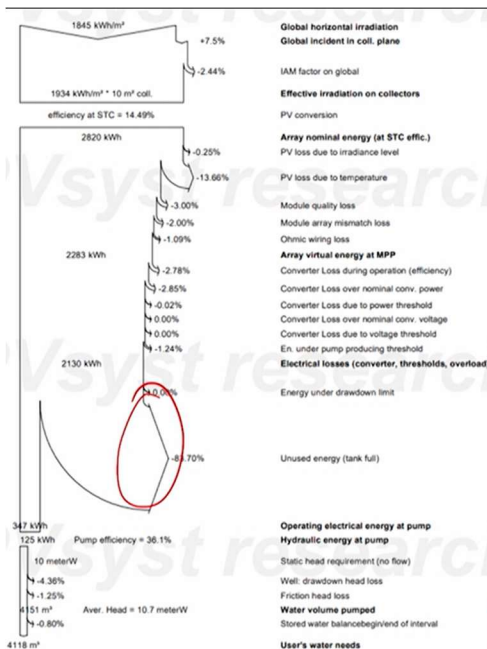 1845 kWh/m² Global horizontal irradiation
+7.5% Global incident in coll. plane
-2.44% IAM factor on global
1934 kWh/m² * 10 m² coll. Effective irradiation on collectors
efficiency at STC = 14.49% PV conversion
2820 kWh Array nominal energy (at STC effic.)
-0.25% PV loss due to irradiance level
-13.66% PV loss due to temperature
-3.00% Module quality loss
-2.00% Module array mismatch loss
-1.09% Ohmic wiring loss
2283 kWh Array virtual energy at MPP
-2.78% Converter Loss during operation (efficiency)
-2.85% Converter Loss over nominal conv. power
-0.02% Converter Loss due to power threshold
0.00% Converter Loss over nominal conv. voltage
0.00% Converter Loss due to voltage threshold
-1.24% En. under pump producing threshold
2130 kWh Electrical losses (converter, thresholds, overload)
0.00% Energy under drawdown limit
Unused energy (tank full)
347 kWh Operating electrical energy at pump
125 kWh Pump efficiency = 36.1% Hydraulic energy at pump
10 meterW Static head requirement (no flow)
-4.36% Well: drawdown head loss
-1.25% Friction head loss
4151 m³ Aver. Head = 10.7 meterW Water volume pumped
-0.80% Stored water balancebegin/end of interval
4118 m³ User's water needs